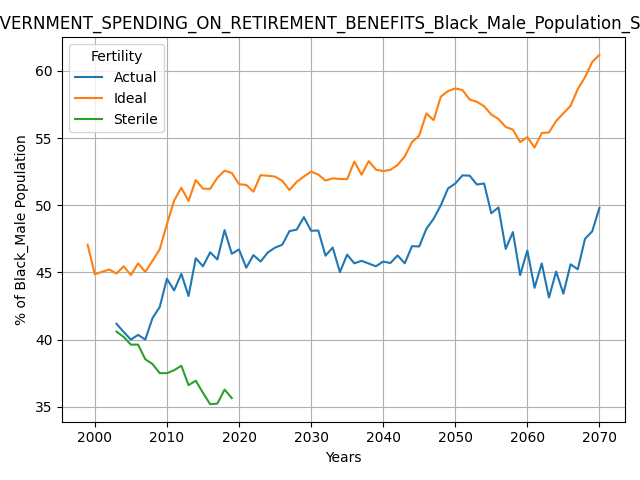 VERNMENT_SPENDING_ON_RETIREMENT_BENEFITS_Black_Male_Population_S
Fertility
Actual
Ideal
Sterile
% of Black_Male Population
60
55
50
45
40
35
2000 2010 2020 2030 2040 2050 2060 2070
Years